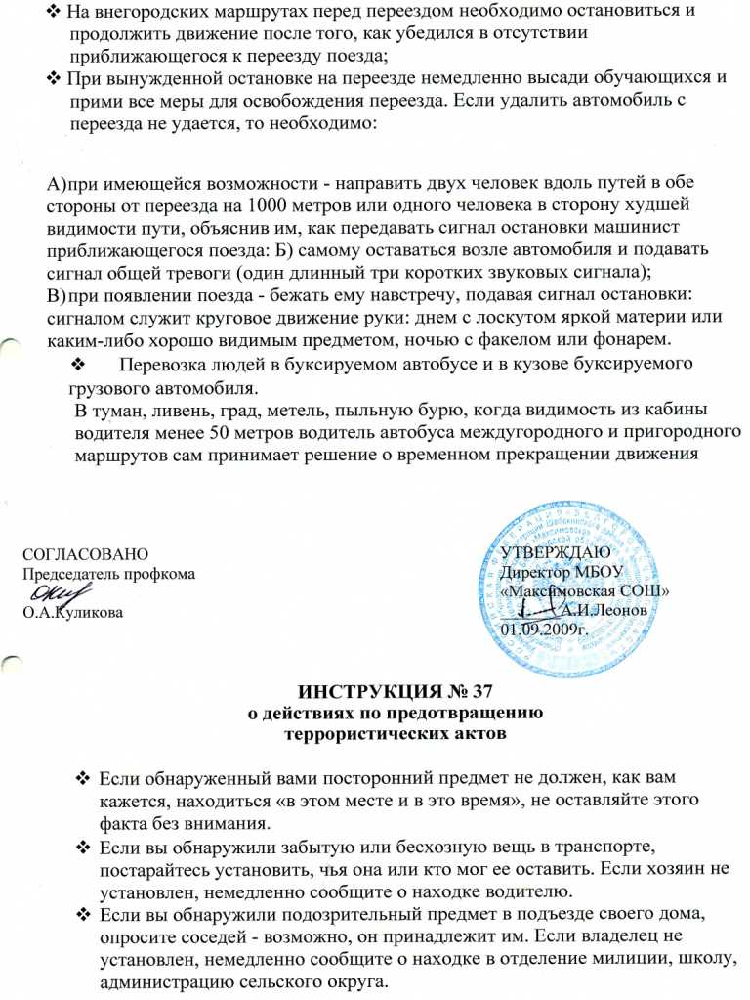 ❖ На внегородских маршрутах перед переездом необходимо остановиться и
продолжить движение после того, как убедился в отсутствии
приближающегося к переезду поезда;
❖ При вынужденной остановке на переезде немедленно высади обучающихся и
прими все меры для освобождения переезда. Если удалить автомобиль с
переезда не удается, то необходимо:
А)при имеющейся возможности - направить двух человек вдоль путей в обе
стороны от переезда на 1000 метров или одного человека в сторону худшей
видимости пути, объяснив им, как передавать сигнал остановки машинист
приближающегося поезда: Б) самому оставаться возле автомобиля и подавать
сигнал общей тревоги (один длинный три коротких звуковых сигнала);
В)при появлении поезда - бежать ему навстречу, подавая сигнал остановки:
сигналом служит круговое движение руки: днем с лоскутом яркой материи или
каким-либо хорошо видимым предметом, ночью с факелом или фонарем.
❖ Перевозка людей в буксируемом автобусе и в кузове буксируемого
грузового автомобиля.
В туман, ливень, град, метель, пыльную бурю, когда видимость из кабины
водителя менее 50 метров водитель автобуса междугородного и пригородного
маршрутов сам принимает решение о временном прекращении движения
СОГЛАСОВАНО
Председатель профкома
О.А.Куликова
УТВЕРЖДАЮ
Директор МБОУ
«Максимовская СОШ»
А.И.Леонов
01.09.2009г.
ИНСТРУКЦИЯ № 37
о действиях по предотвращению
террористических актов
❖ Если обнаруженный вами посторонний предмет не должен, как вам
кажется, находиться «в этом месте и в это время», не оставляйте этого
факта без внимания.
❖ Если вы обнаружили забытую или бесхозную вещь в транспорте,
постарайтесь установить, чья она или кто мог ее оставить. Если хозяин не
установлен, немедленно сообщите о находке водителю.
❖ Если вы обнаружили подозрительный предмет в подъезде своего дома,
опросите соседей - возможно, он принадлежит им. Если владелец не
установлен, немедленно сообщите о находке в отделение милиции, школу,
администрацию сельского округа.